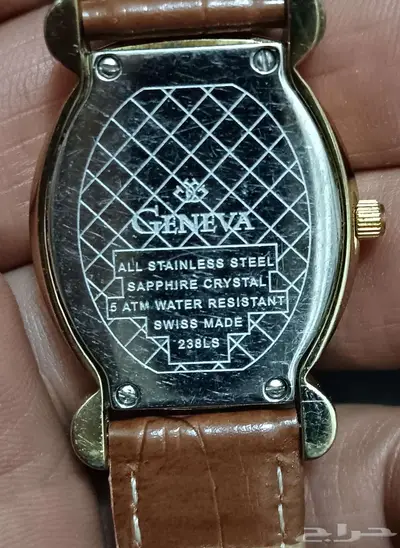 GENEVA
ALL STAINLESS STEEL
SAPPHIRE CRYSTAL
5 ATM WATER RESISTANT
SWISS MADE
238LS
حراج